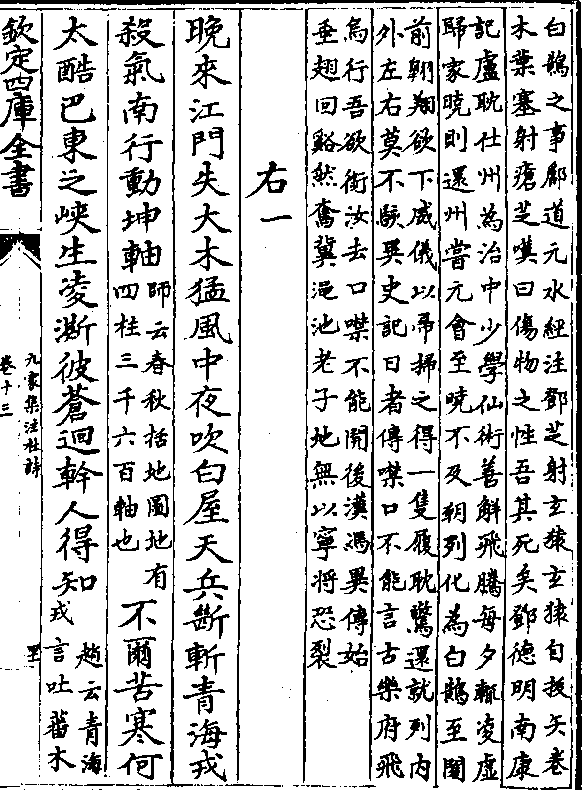 白鷴之事酈道元水經注鄧芝射玄猿玄猿自拔矢卷
木葉塞射瘡芝嘆曰傷物之性吾其死矣鄧德明南康
記盧耽仕州為治中少學仙術善解飛騰每夕輒凌虛
歸家曉則還州嘗元會至曉不及朝列化為白鵠至閣
前翱翔欲下威儀以帚掃之得一隻履耽驚還就列內
外左右莫不駭異史記日者傳噤口不能言古樂府飛
烏行吾欲銜汝去口噤不能開後漢馮異傳始
垂翅回谿然奮翼澠池老子地無以寧將恐裂
右一
晚來江門失大木猛風中夜吹白屋天兵斷斬青海戎
殺氣南行動坤軸師云春秋括地圖地有
四柱三千六百軸也不爾苦寒何
太酷巴東之峽生凌澌彼蒼迴斡人得知趙云青海
戎言吐蕃木
欽定四庫全書
九家集注杜詩
卷十三